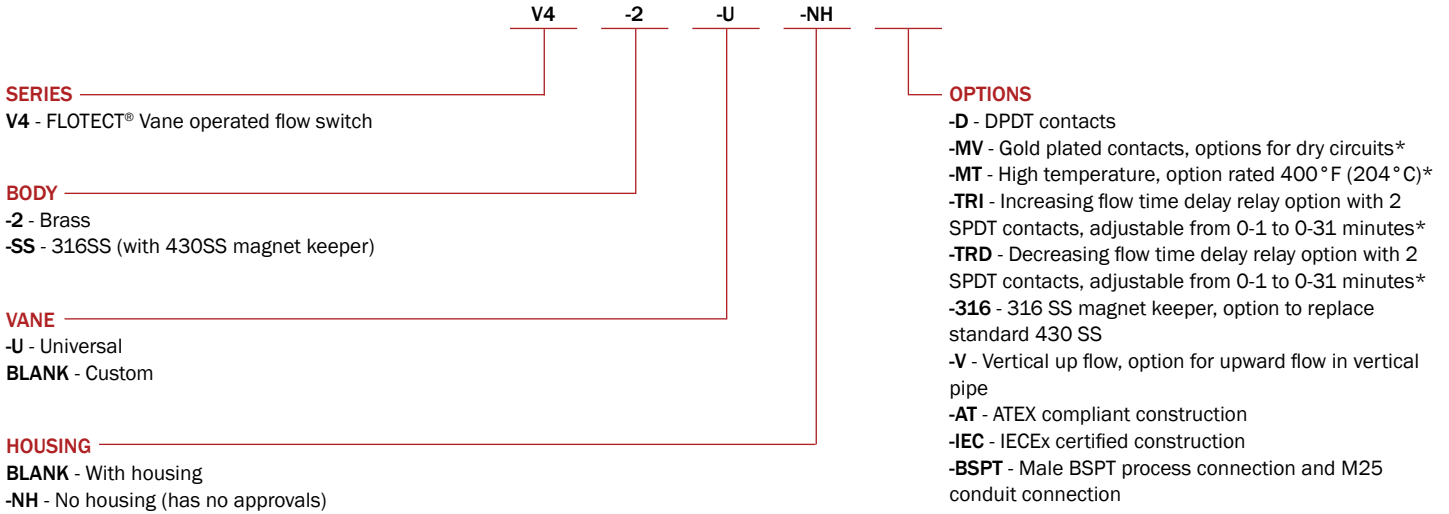 V4 -2 -U -NH
SERIES
V4 - FLOTECT® Vane operated flow switch
BODY
-2 - Brass
-SS - 316SS (with 430SS magnet keeper)
VANE
-U - Universal
BLANK - Custom
HOUSING
BLANK - With housing
-NH - No housing (has no approvals)
OPTIONS
-D - DPDT contacts
-MV - Gold plated contacts, options for dry circuits*
-MT - High temperature, option rated 400°F (204°C)*
-TRI - Increasing flow time delay relay option with 2
SPDT contacts, adjustable from 0-1 to 0-31 minutes*
-TRD - Decreasing flow time delay relay option with 2
SPDT contacts, adjustable from 0-1 to 0-31 minutes*
-316 - 316 SS magnet keeper, option to replace
standard 430 SS
-V - Vertical up flow, option for upward flow in vertical
pipe
-AT - ATEX compliant construction
-IEC - IECEx certified construction
-BSPT - Male BSPT process connection and M25
conduit connection